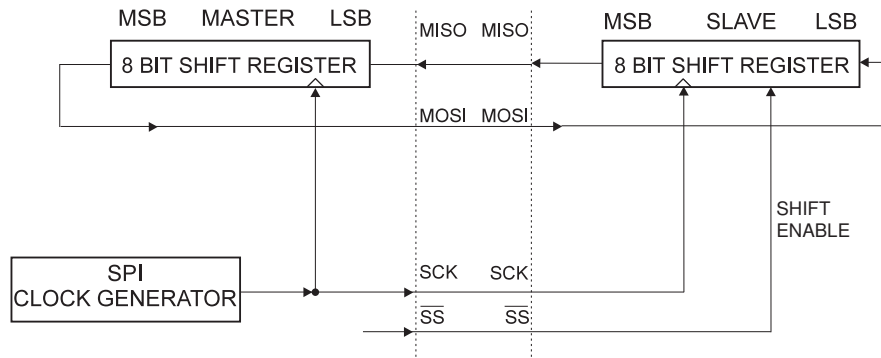 MSB MASTER LSB
MISO MISO
MSB SLAVE LSB
8 BIT SHIFT REGISTER
8 BIT SHIFT REGISTER
MOSI MOSI
SHIFT
ENABLE
SPI
CLOCK GENERATOR
SCK SCK
SS SS